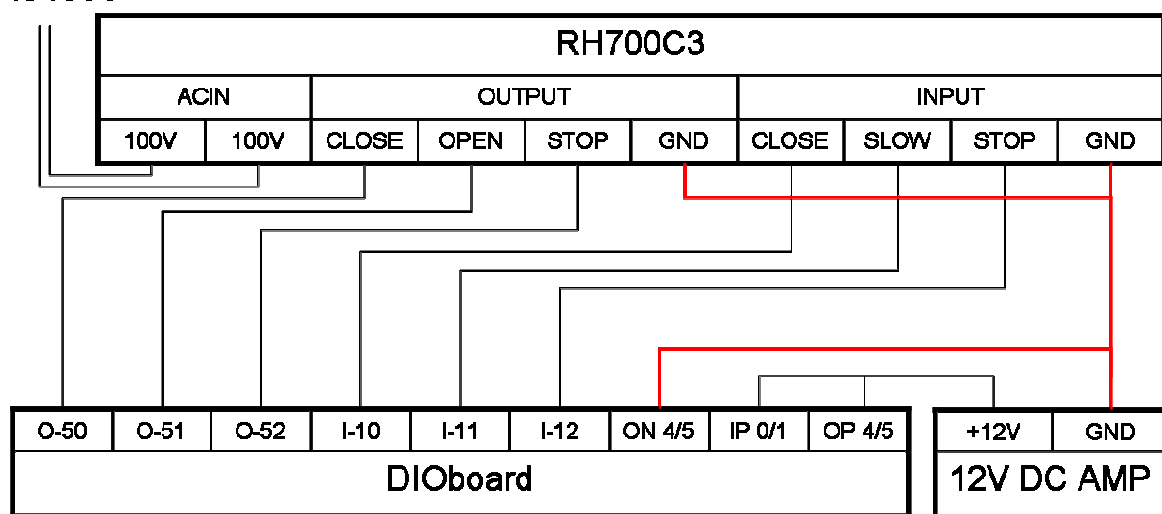 RH700C3
ACIN OUTPUT INPUT
100V 100V CLOSE OPEN STOP GND CLOSE SLOW STOP GND
O-50 O-51 O-52 I-10 I-11 I-12 ON 4/5 IP 0/1 OP 4/5 +12V GND
DIOboard 12V DC AMP